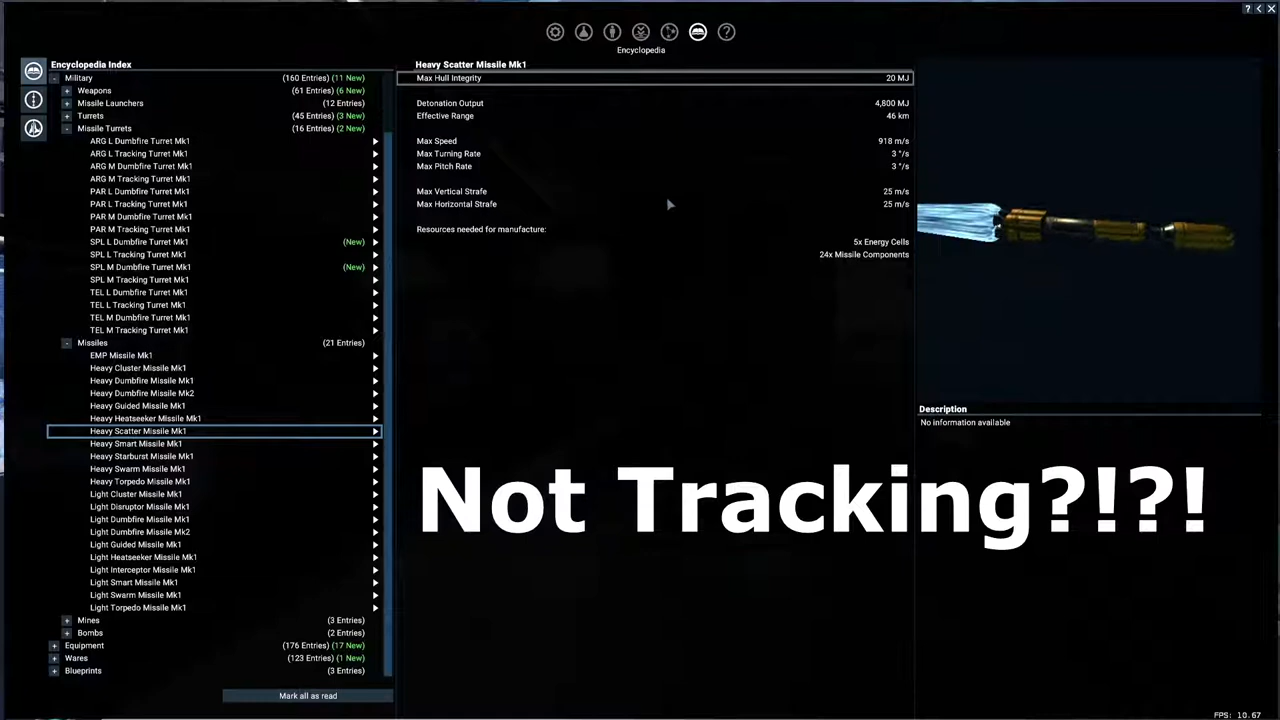 ? < X
Encyclopedia
Encyclopedia Index
- Military (160 Entries) (11 New)
+ Weapons (61 Entries) (6 New)
+ Missile Launchers (12 Entries)
+ Turrets (45 Entries) (3 New)
- Missile Turrets (16 Entries) (2 New)
ARG L Dumbfire Turret Mk1
ARG L Tracking Turret Mk1
ARG M Dumbfire Turret Mk1
ARG M Tracking Turret Mk1
PAR L Dumbfire Turret Mk1
PAR L Tracking Turret Mk1
PAR M Dumbfire Turret Mk1
PAR M Tracking Turret Mk1
SPL L Dumbfire Turret Mk1 (New)
SPL L Tracking Turret Mk1
SPL M Dumbfire Turret Mk1 (New)
SPL M Tracking Turret Mk1
TEL L Dumbfire Turret Mk1
TEL L Tracking Turret Mk1
TEL M Dumbfire Turret Mk1
TEL M Tracking Turret Mk1
- Missiles (21 Entries)
EMP Missile Mk1
Heavy Cluster Missile Mk1
Heavy Dumbfire Missile Mk1
Heavy Dumbfire Missile Mk2
Heavy Guided Missile Mk1
Heavy Heatseeker Missile Mk1
Heavy Scatter Missile Mk1
Heavy Smart Missile Mk1
Heavy Starburst Missile Mk1
Heavy Swarm Missile Mk1
Heavy Torpedo Missile Mk1
Light Cluster Missile Mk1
Light Disruptor Missile Mk1
Light Dumbfire Missile Mk1
Light Dumbfire Missile Mk2
Light Guided Missile Mk1
Light Heatseeker Missile Mk1
Light Interceptor Missile Mk1
Light Smart Missile Mk1
Light Swarm Missile Mk1
Light Torpedo Missile Mk1
+ Mines (3 Entries)
+ Bombs (2 Entries)
+ Equipment (176 Entries) (17 New)
+ Wares (123 Entries) (1 New)
+ Blueprints (3 Entries)
Mark all as read
Heavy Scatter Missile Mk1
Max Hull Integrity 20 MJ
Detonation Output 4,800 MJ
Effective Range 46 km
Max Speed 918 m/s
Max Turning Rate 3 °/s
Max Pitch Rate 3 °/s
Max Vertical Strafe 25 m/s
Max Horizontal Strafe 25 m/s
Resources needed for manufacture:
5x Energy Cells
24x Missile Components
Description
No information available
Not Tracking?!?!
FPS: 10.67